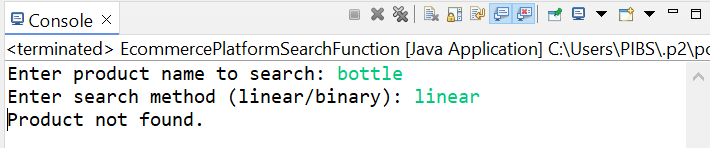 Console
<terminated> EcommercePlatformSearchFunction [Java Application] C:\Users\PIBS\.p2\po
Enter product name to search: bottle
Enter search method (linear/binary): linear
Product not found.